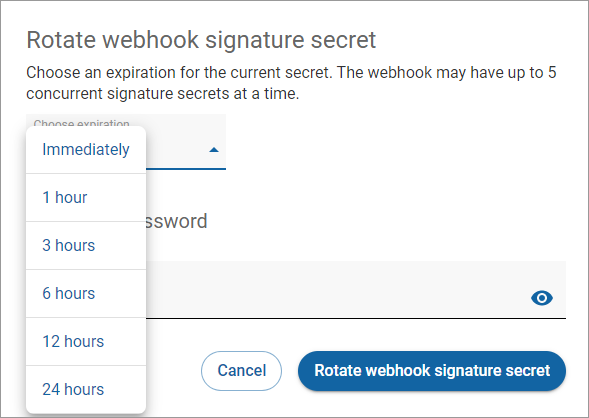 Rotate webhook signature secret
Choose an expiration for the current secret. The webhook may have up to 5
concurrent signature secrets at a time.
Choose expiration
Immediately
1 hour
ssword
3 hours
6 hours
12 hours
24 hours
Cancel
Rotate webhook signature secret